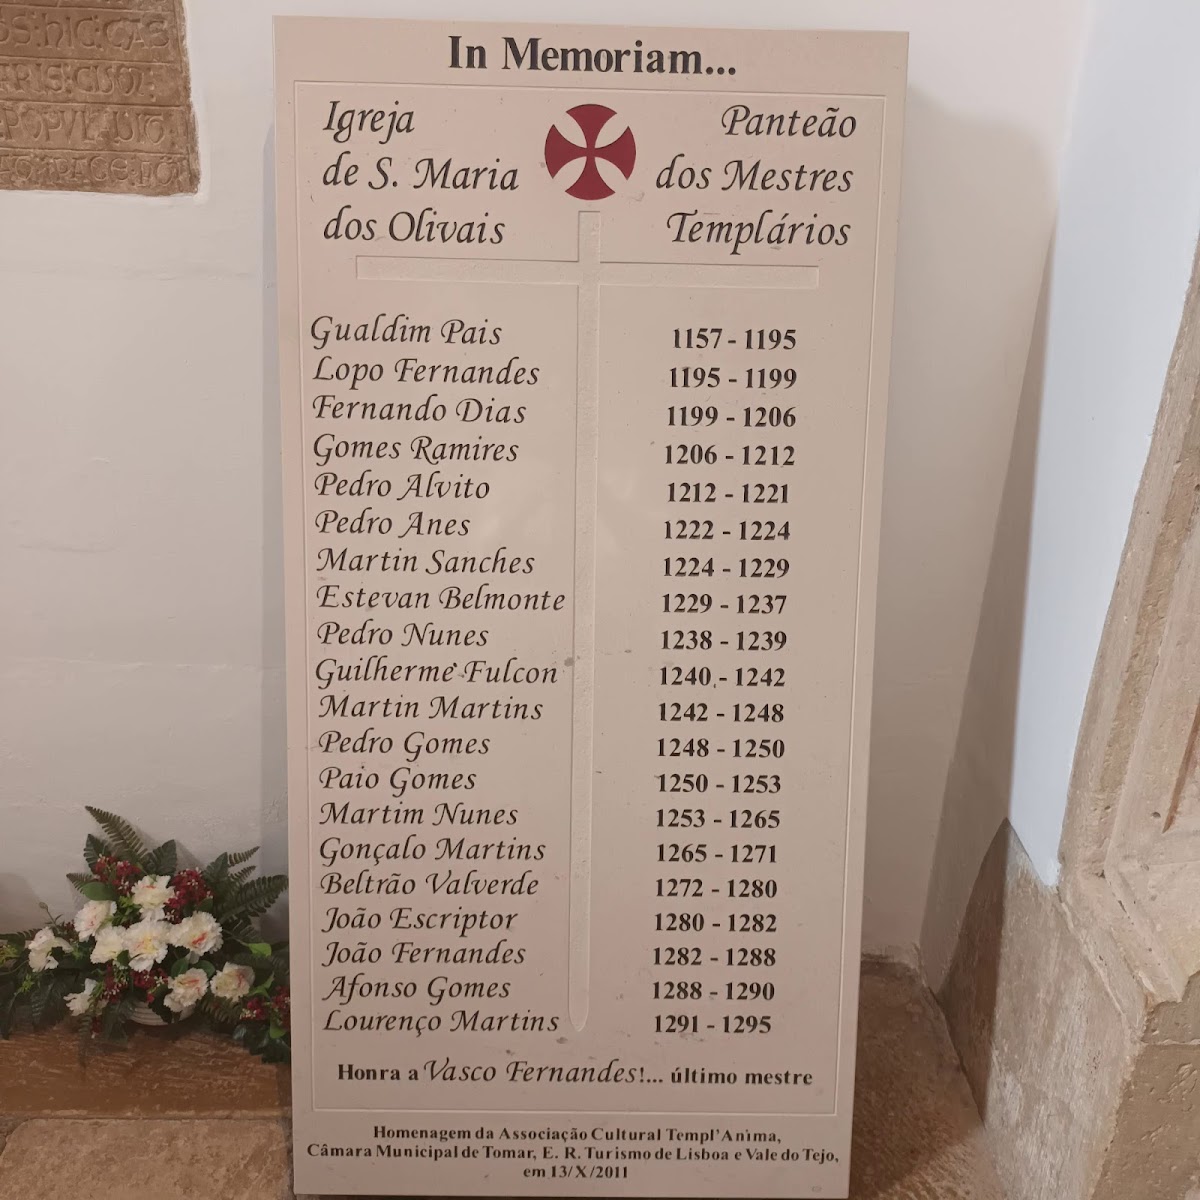 In Memoriam...
Igreja
de S. Maria
dos Olivais
Panteão
dos Mestres
Templários
Gualdim Pais 1157 - 1195
Lopo Fernandes 1195 - 1199
Fernando Dias 1199 - 1206
Gomes Ramires 1206 - 1212
Pedro Alvito 1212 - 1221
Pedro Anes 1222 - 1224
Martin Sanches 1224 - 1229
Estevan Belmonte 1229 - 1237
Pedro Nunes 1238 - 1239
Guilherme Fulcon 1240 - 1242
Martin Martins 1242 - 1248
Pedro Gomes 1248 - 1250
Paio Gomes 1250 - 1253
Martim Nunes 1253 - 1265
Gonçalo Martins 1265 - 1271
Beltrão Valverde 1272 - 1280
João Escriptor 1280 - 1282
João Fernandes 1282 - 1288
Afonso Gomes 1288 - 1290
Lourenço Martins 1291 - 1295
Honra a Vasco Fernandes!... último mestre
Homenagem da Associação Cultural Templ'Anima,
Câmara Municipal de Tomar, E. R. Turismo de Lisboa e Vale do Tejo,
em 13/X/2011